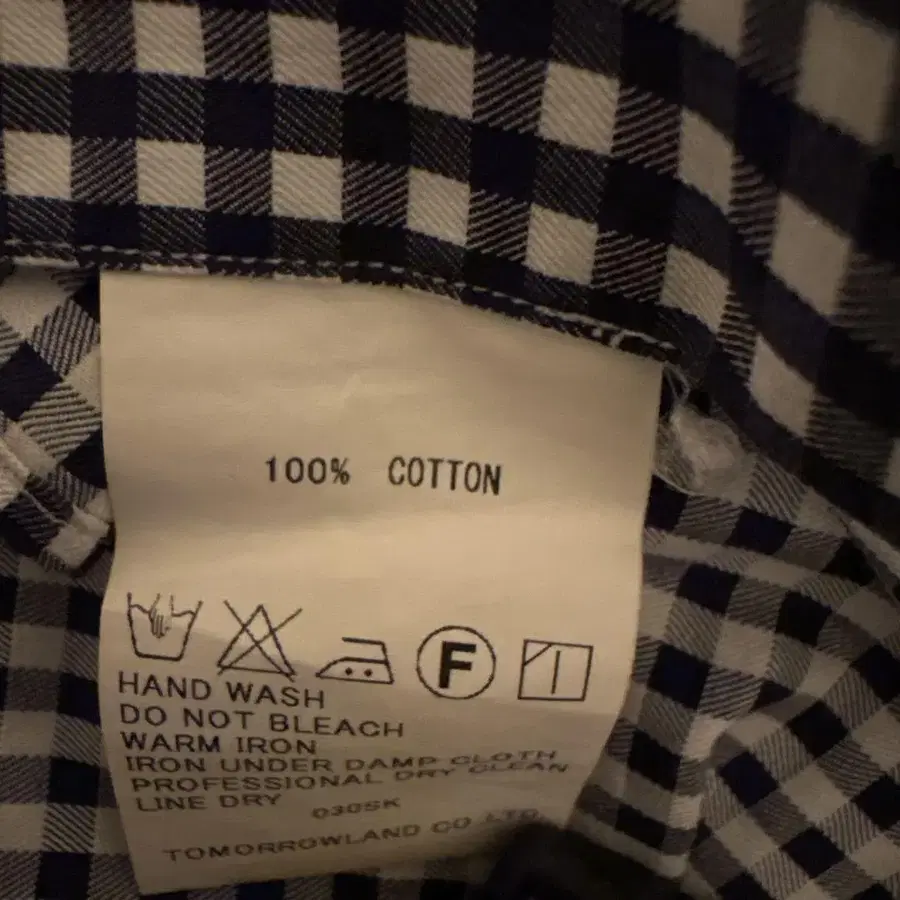 100% COTTON
F
HAND WASH
DO NOT BLEACH
WARM IRON
IRON UNDER DAMP CLOTH
PROFESSIONAL DRY CLEAN
LINE DRY
030SK
TOMORROWLAND CO LTD